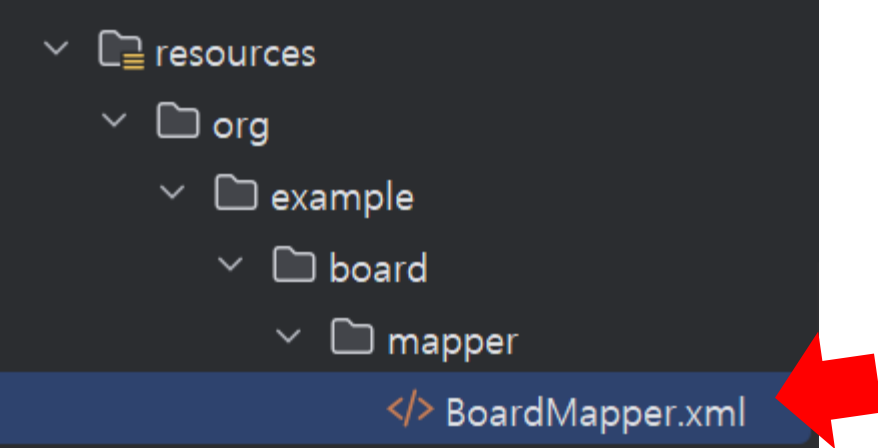 resources
org
example
board
mapper
</> BoardMapper.xml